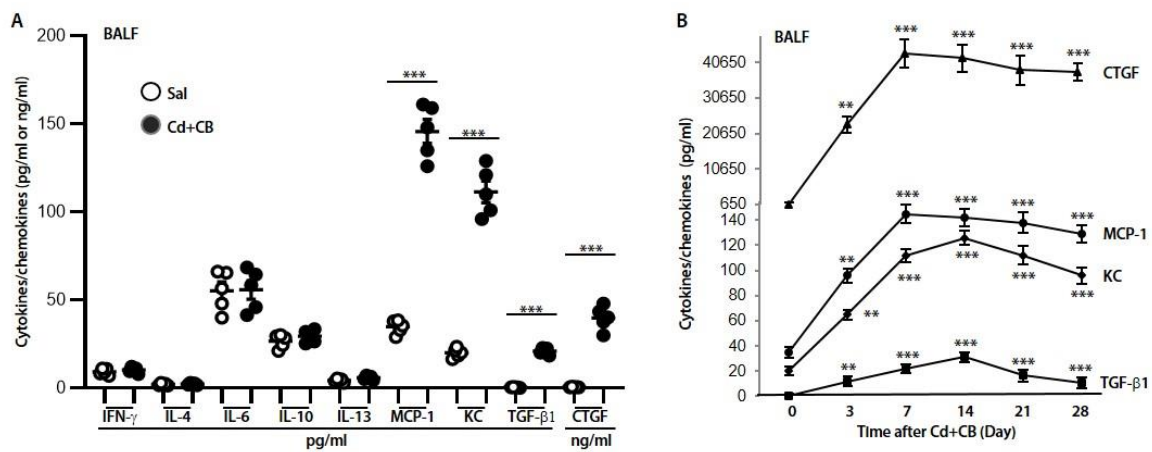 A
BALF
Cytokines/chemokines (pg/ml or ng/ml)
200
150
100
50
0
Sal
Cd+CB
***
***
***
***
IFN-γ IL-4 IL-6 IL-10 IL-13 MCP-1 KC TGF-β1 CTGF
pg/ml ng/ml
B
BALF
Cytokines/chemokines (pg/ml)
40650
30650
20650
10650
650
140
120
100
80
60
40
20
0
** *** *** *** ***
CTGF
** *** *** *** ***
MCP-1
** *** *** *** ***
KC
** *** *** *** ***
TGF-β1
0 3 7 14 21 28
Time after Cd+CB (Day)